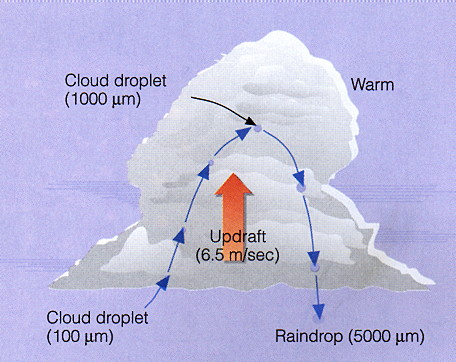 Cloud droplet
(1000 μm)
Warm
Updraft
(6.5 m/sec)
Cloud droplet
(100 μm)
Raindrop (5000 μm)